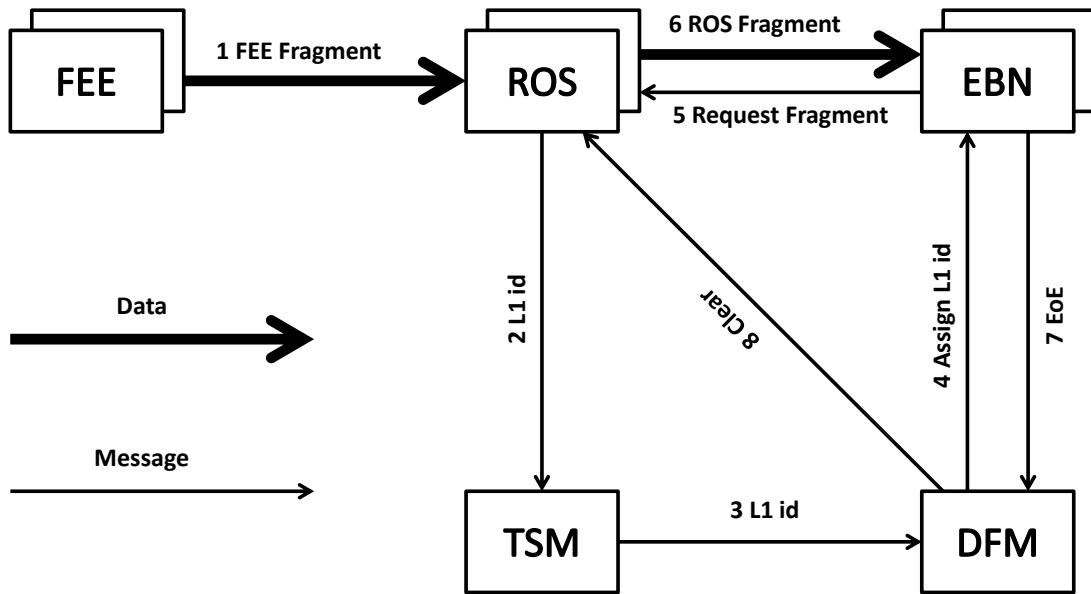 6 ROS Fragment
1 FEE Fragment
FEE
ROS
EBN
5 Request Fragment
2 L1 id
8 Clear
4 Assign L1 id
7 EoE
Data
Message
3 L1 id
TSM
DFM